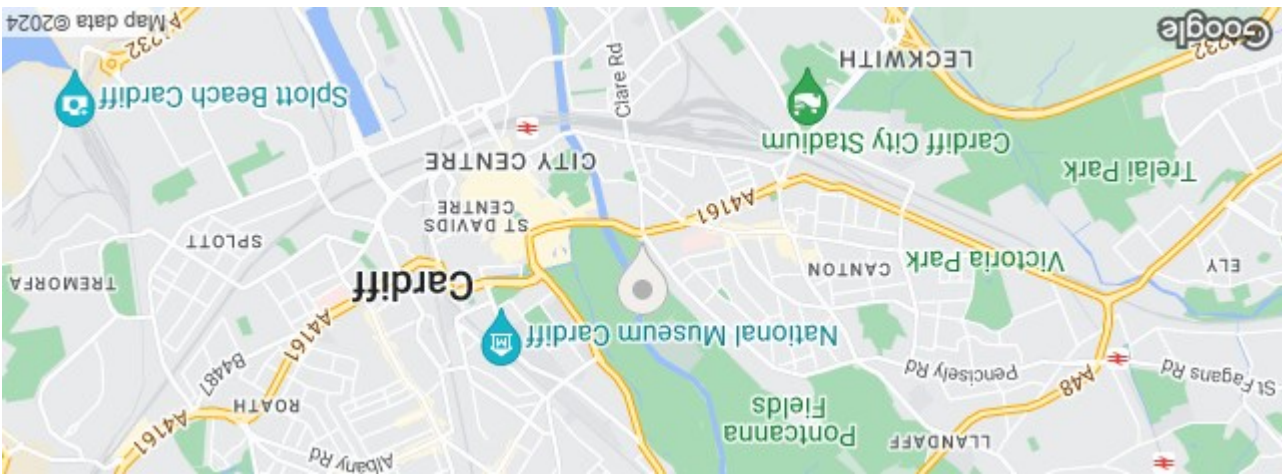 Albany Rd
LLANDAFF
Pontcanna
Fields
A4161
ROATH
B4487
St Fagans Rd
A48
Pencisely Rd
National Museum Cardiff
A4161
Cardiff
TREMORFA
ELY
Victoria Park
CANTON
SPLOTT
ST DAVIDS
CENTRE
A4161
Trelai Park
CITY CENTRE
Cardiff City Stadium
Splott Beach Cardiff
Clare Rd
LECKWITH
A4232
A4232
Google
Map data ©2024